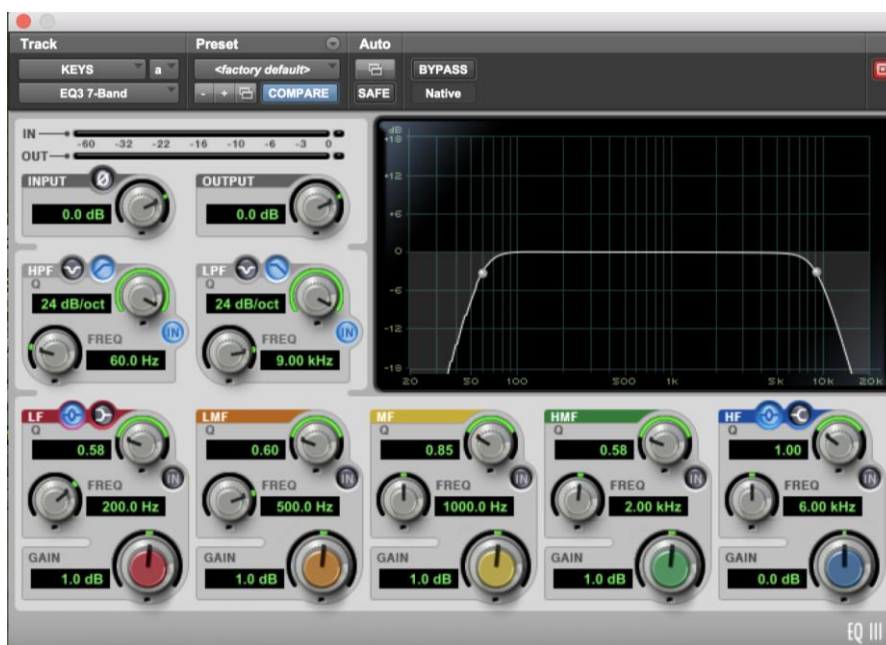 Track Preset Auto
KEYS a <factory default> BYPASS
EQ3 7-Band - + COMPARE SAFE Native
IN
-60 -32 -22 -16 -10 -6 -3 0
OUT
INPUT Ø OUTPUT
0.0 dB 0.0 dB
HPF LPF
Q Q
24 dB/oct 24 dB/oct
IN IN
FREQ FREQ
60.0 Hz 9.00 kHz
dB
+18
+12
+6
0
-6
-12
-18
20 50 100 500 1k 5k 10k 20k
LF LMF MF HMF HF
Q Q Q Q Q
0.58 0.60 0.85 0.58 1.00
IN IN IN IN IN
FREQ FREQ FREQ FREQ FREQ
200.0 Hz 500.0 Hz 1000.0 Hz 2.00 kHz 6.00 kHz
GAIN GAIN GAIN GAIN GAIN
1.0 dB 1.0 dB 1.0 dB 1.0 dB 0.0 dB
EQ III